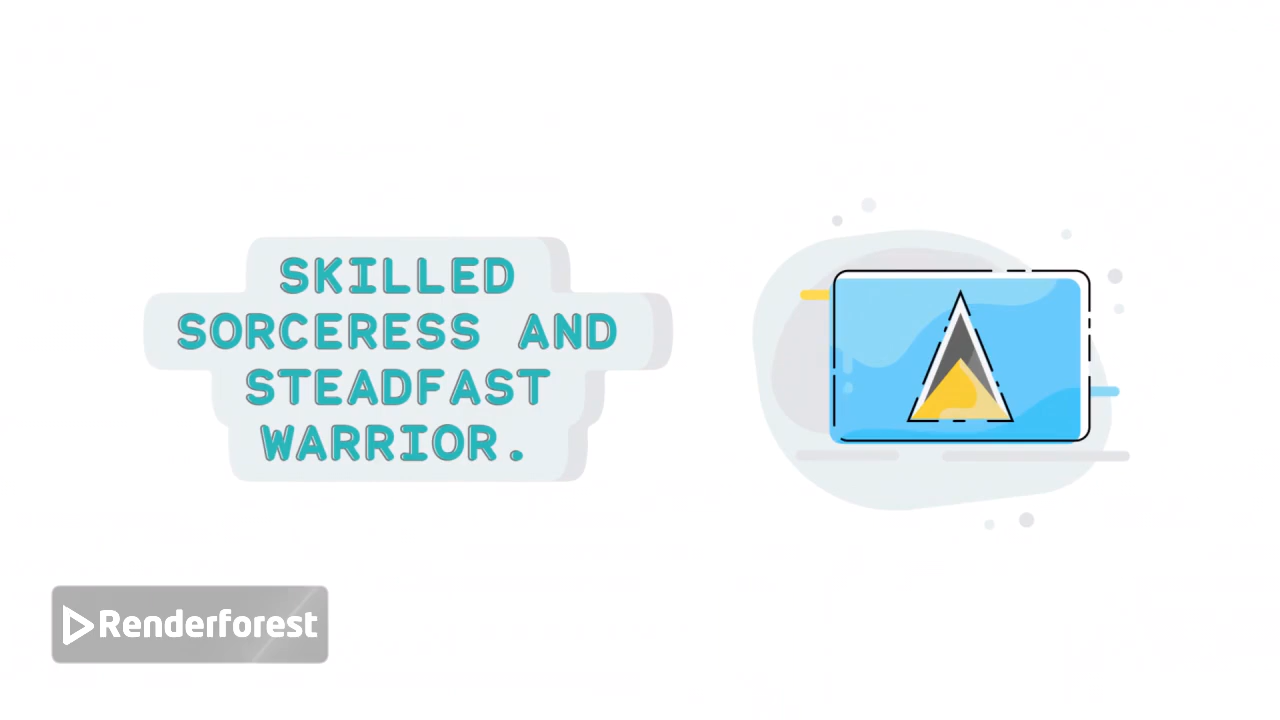 SKILLED
SORCERESS AND
STEADFAST
WARRIOR.
Renderforest